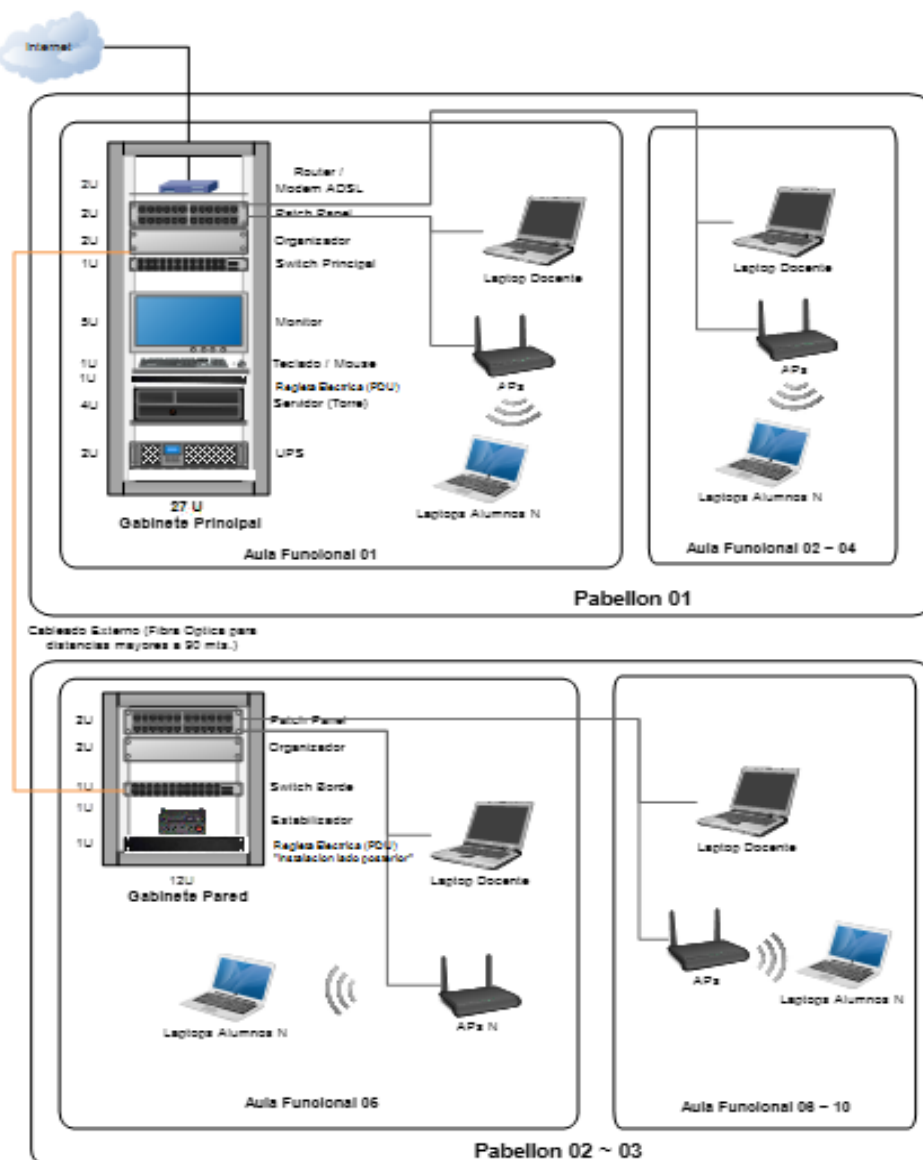 Internet
2U
Router /
Modem ADSL
2U
Patch Panel
2U
Organizador
1U
Switch Principal
5U
Monitor
1U
Teclado / Mouse
1U
Regleta Electrica (PDU)
4U
Servidor (Torre)
2U
UPS
27 U
Gabinete Principal
Laptop Docente
APs
Laptops Alumnos N
Aula Funcional 01
Laptop Docente
APs
Laptops Alumnos N
Aula Funcional 02 – 04
Pabellon 01
Cableado Externo (Fibra Optica para
distancias mayores a 90 mts.)
2U
Patch Panel
2U
Organizador
1U
Switch Borde
1U
Estabilizador
1U
Regleta Electrica (PDU)
"Instalacion lado posterior"
12U
Gabinete Pared
Laptop Docente
Laptops Alumnos N
APs N
Aula Funcional 05
Laptop Docente
APs
Laptops Alumnos N
Aula Funcional 06 – 10
Pabellon 02 ~ 03